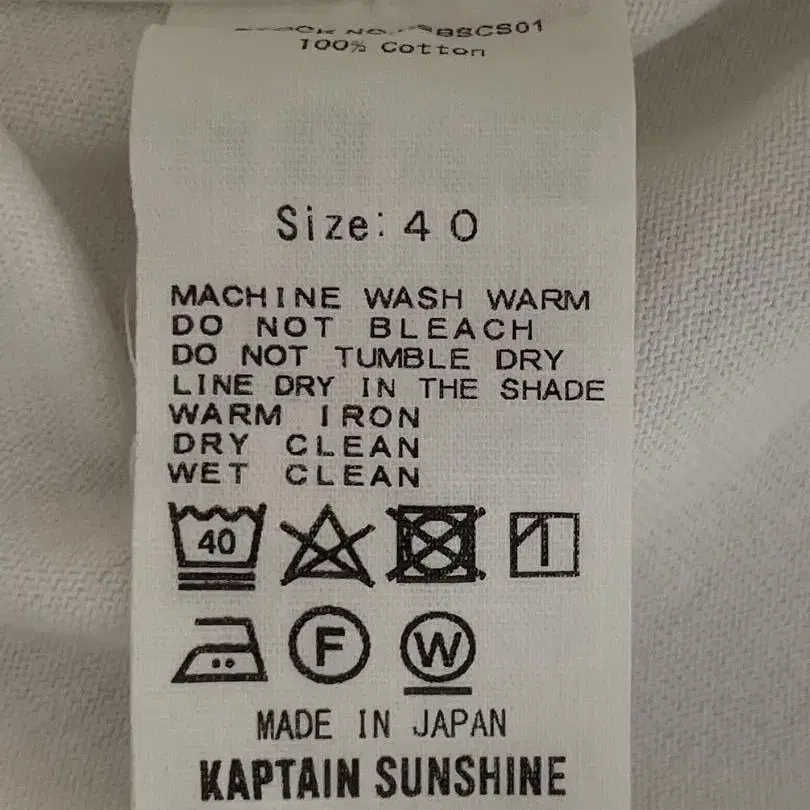 BSCS01
100% Cotton
Size: 40
MACHINE WASH WARM
DO NOT BLEACH
DO NOT TUMBLE DRY
LINE DRY IN THE SHADE
WARM IRON
DRY CLEAN
WET CLEAN
40
F W
MADE IN JAPAN
KAPTAIN SUNSHINE